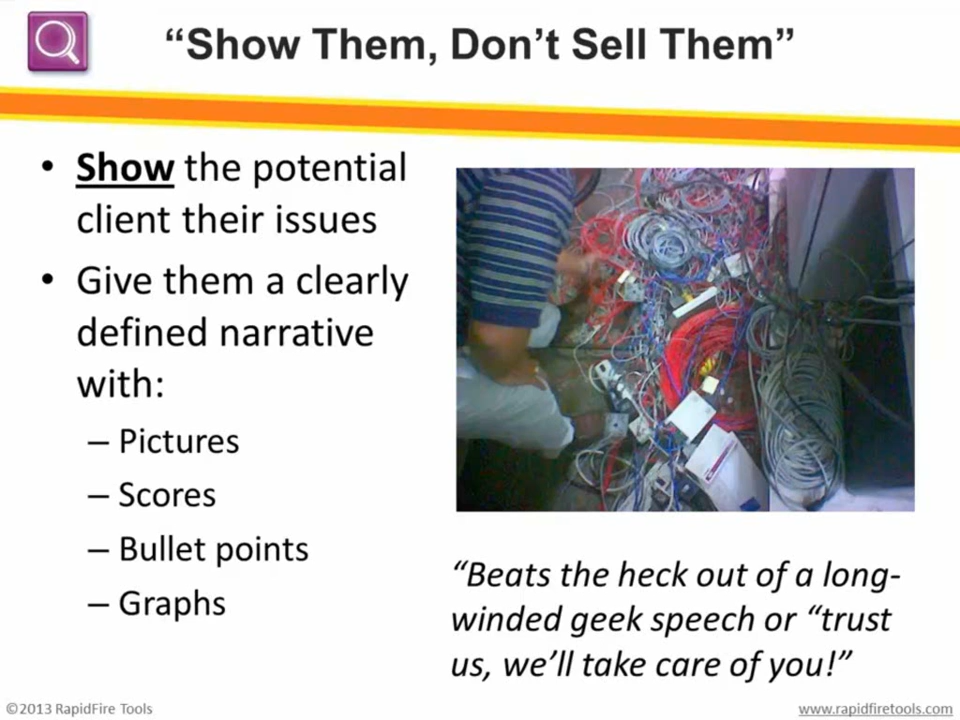 “Show Them, Don’t Sell Them”
• Show the potential
client their issues
• Give them a clearly
defined narrative
with:
– Pictures
– Scores
– Bullet points
– Graphs
“Beats the heck out of a long-
winded geek speech or “trust
us, we’ll take care of you!”
©2013 RapidFire Tools
www.rapidfiretools.com